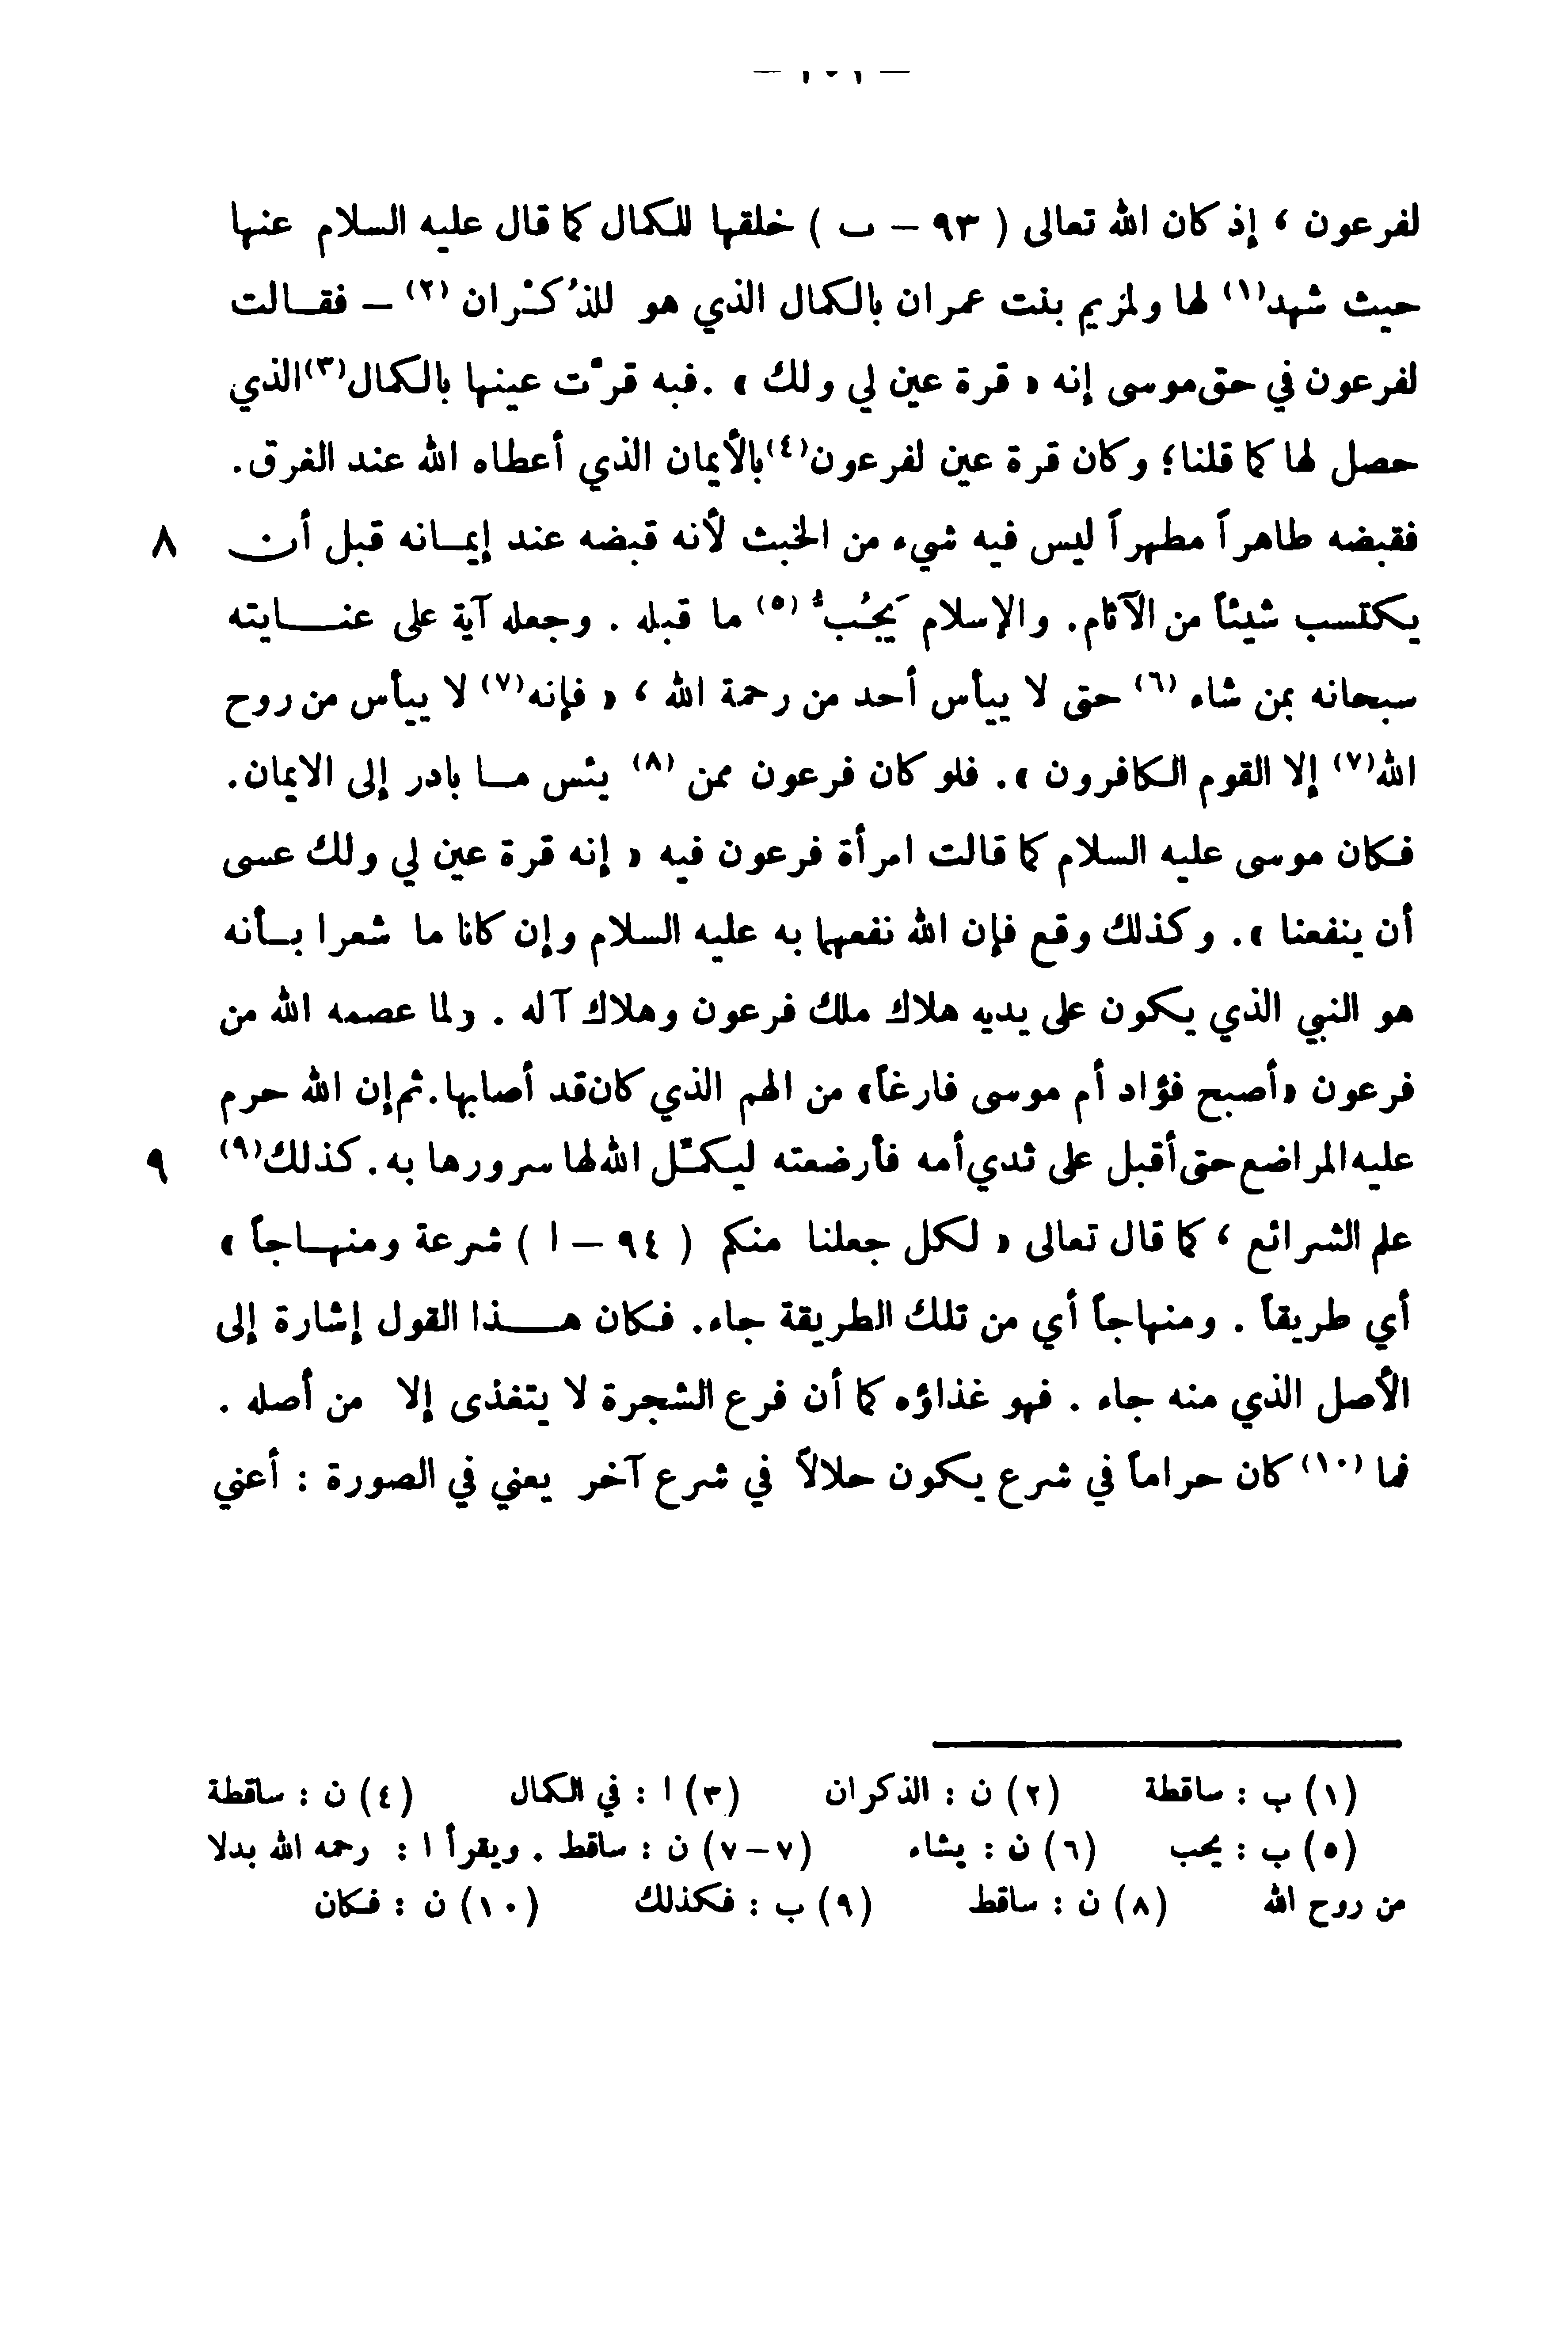 لفرعون ، إذ كان الله تعالى ( ٩٣ – ب ) خلقها للكمال كما قال عليه السلام عنها
حيث شهد(١) لها ولمريم بنت عمران بالكمال الذي هو للذُكْران (٢) – فقـالت
لفرعون في حق موسى إنه « قرة عين لي ولك » . فبه قرَّت عينها بالكمال(٣) الذي
حصل لها كما قلنا؛ وكان قرة عين لفرعون(٤) بالأيمان الذي أعطاه الله عند الغرق.
فقبضه طاهراً مطهراً ليس فيه شيء من الخبث لأنه قبضه عند إيمـانه قبل أن ٨
يكتسب شيئاً من الآثام. والإسلام يَجُبُّ (٥) ما قبله . وجعله آية على عنـــايته
سبحانه بمن شاء (٦) حتى لا ييأس أحد من رحمة الله ، « فإنه(٧) لا ييأس من روح
الله(٧) إلا القوم الكافرون ». فلو كان فرعون ممن (٨) يئس مـا بادر إلى الايمان.
فكان موسى عليه السلام كما قالت امرأة فرعون فيه « إنه قرة عين لي ولك عسى
أن ينفعنا ». وكذلك وقع فإن الله نفعهما به عليه السلام وإن كانا ما شعرا بـأنه
هو النبي الذي يكون على يديه هلاك ملك فرعون وهلاك آله . ولما عصمه الله من
فرعون «أصبح فؤاد أم موسى فارغاً» من الهم الذي كان قد أصابها. ثم إن الله حرم
عليه المراضع حتى أقبل على ثدي أمه فأرضعته ليكمّل الله لها سرورها به. كذلك(٩) ٩
علم الشرائع ، كما قال تعالى « لكل جعلنا منكم ( ٩٤ – ا ) شرعة ومنهـاجاً »
أي طريقاً . ومنهاجاً أي من تلك الطريقة جاء. فكان هــذا القول إشارة إلى
الأصل الذي منه جاء . فهو غذاؤه كما أن فرع الشجرة لا يتغذى إلا من أصله .
فما (١٠) كان حراماً في شرع يكون حلالاً في شرع آخر يعني في الصورة : أعني
(١) ب : ساقطة (٢) ن : الذكران (٣) ا : في الكمال (٤) ن : ساقطة
(٥) ب : يحب (٦) ن : يشاء (٧–٧) ن : ساقط . ويقرأ ا : رحمه الله بدلا
من روح الله (٨) ن : ساقط (٩) ب : فكذلك (١٠) ن : فكان